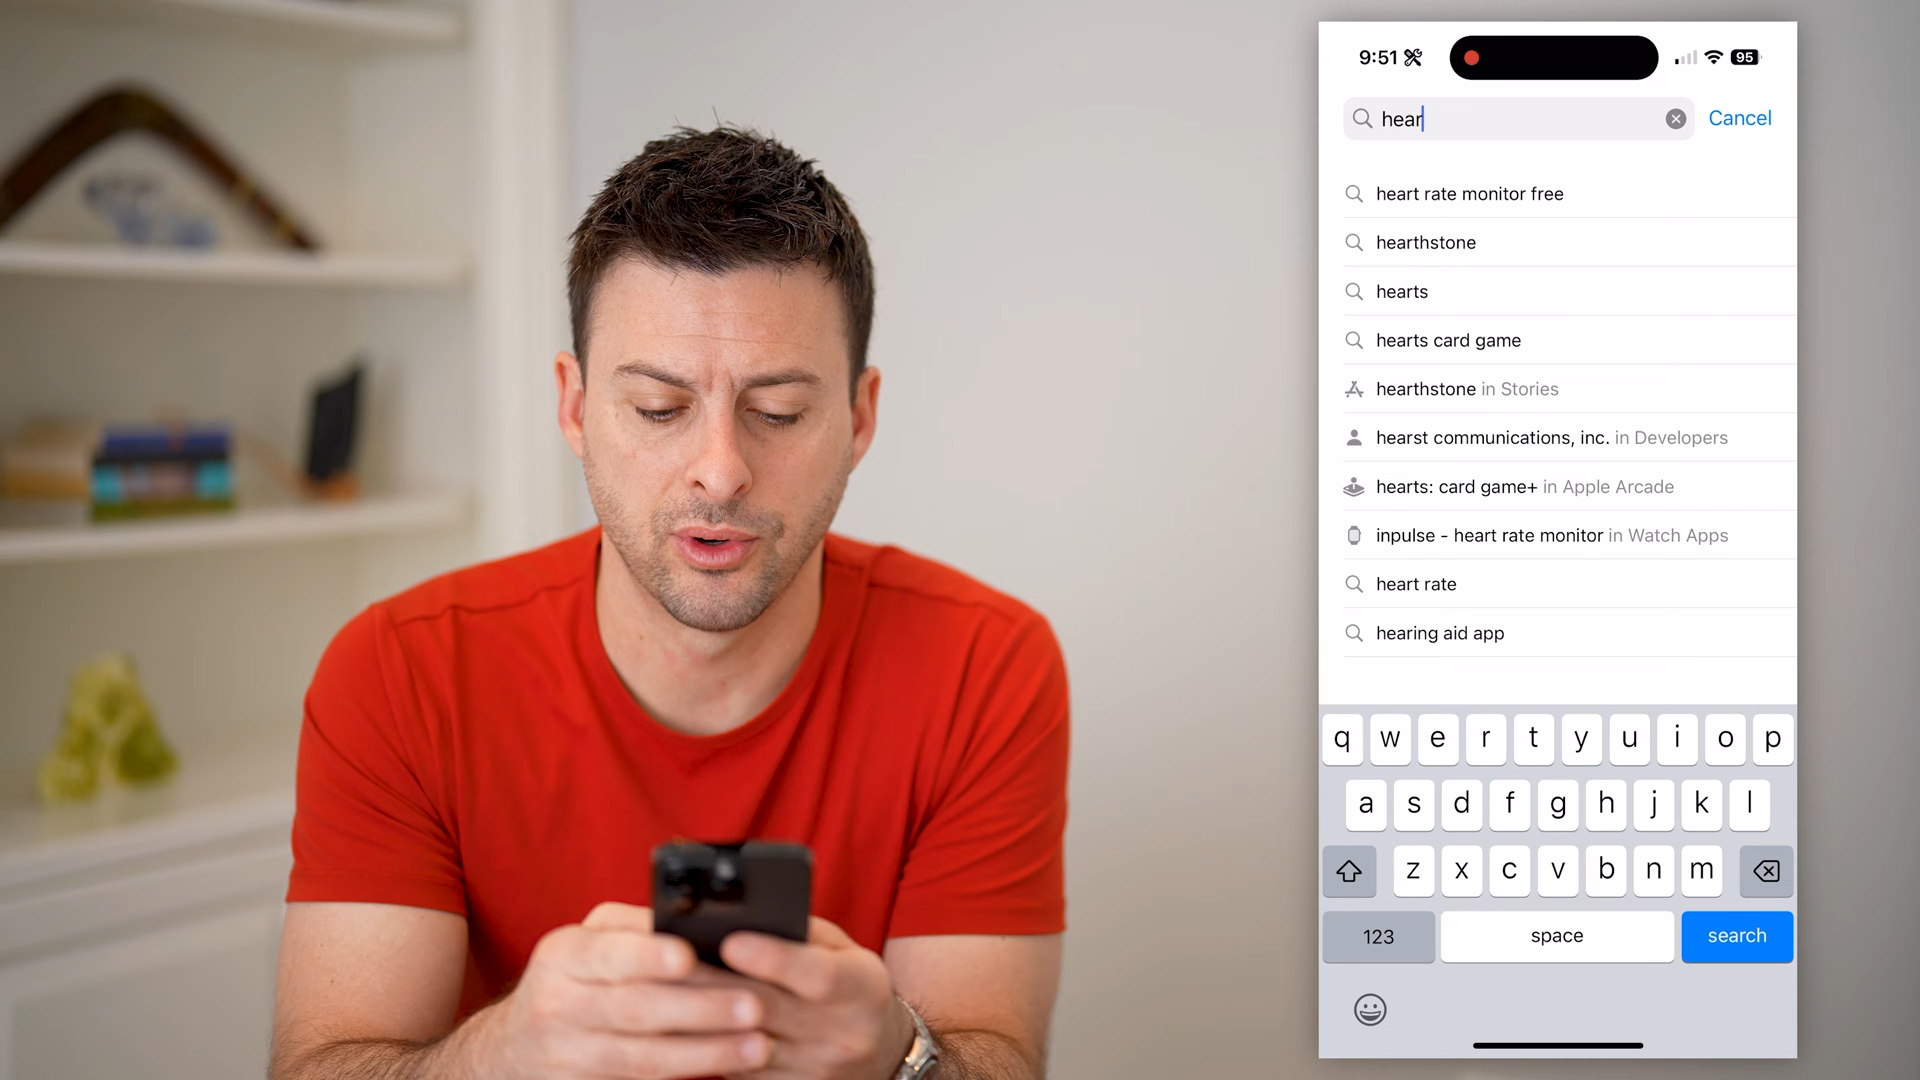 9:51
95
hear
Cancel
heart rate monitor free
hearthstone
hearts
hearts card game
hearthstone in Stories
hearst communications, inc. in Developers
hearts: card game+ in Apple Arcade
inpulse - heart rate monitor in Watch Apps
heart rate
hearing aid app
q w e r t y u i o p
a s d f g h j k l
z x c v b n m
123 space search